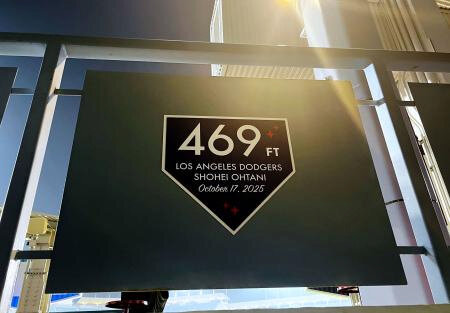 469 FT
LOS ANGELES DODGERS
SHOHEI OHTANI
October 17, 2025